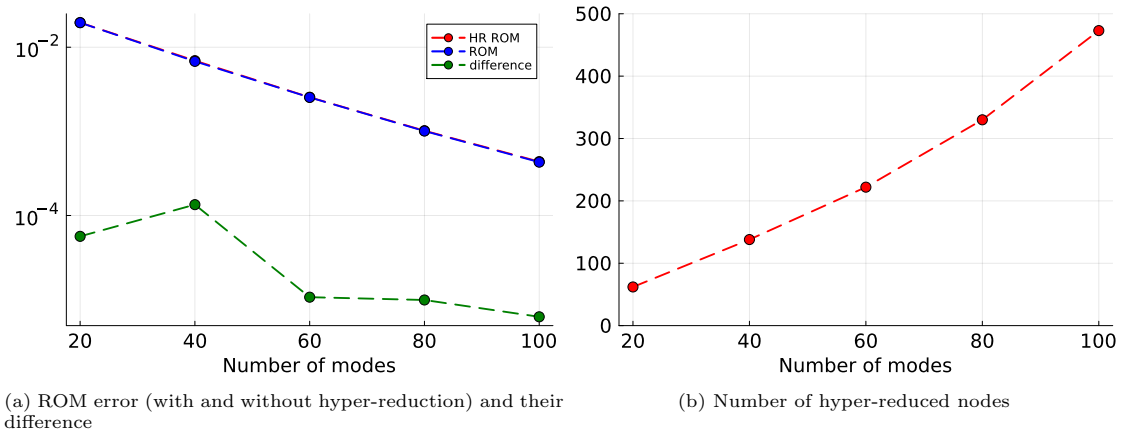 10^{-2}
10^{-4}
HR ROM
ROM
difference
20 40 60 80 100
Number of modes
500
400
300
200
100
0
20 40 60 80 100
Number of modes
(a) ROM error (with and without hyper-reduction) and their
difference
(b) Number of hyper-reduced nodes